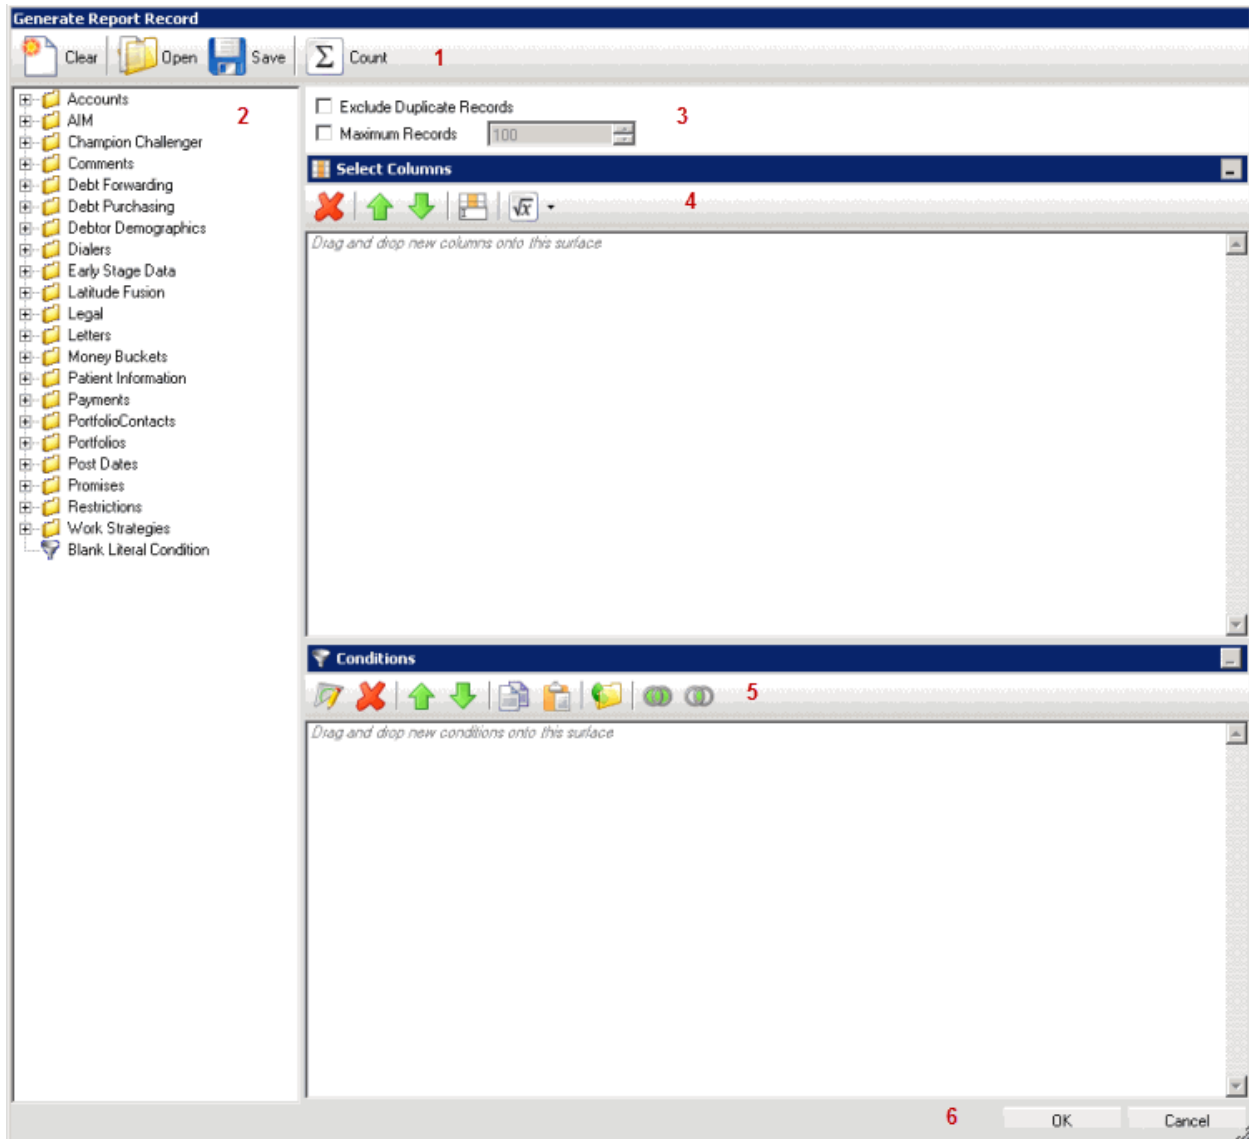 Generate Report Record
Clear Open Save Σ Count 1
Accounts
AIM
Champion Challenger
Comments
Debt Forwarding
Debt Purchasing
Debtor Demographics
Dialers
Early Stage Data
Latitude Fusion
Legal
Letters
Money Buckets
Patient Information
Payments
PortfolioContacts
Portfolios
Post Dates
Promises
Restrictions
Work Strategies
Blank Literal Condition
2
Exclude Duplicate Records
Maximum Records 100
3
Select Columns
√x 4
Drag and drop new columns onto this surface
Conditions
5
Drag and drop new conditions onto this surface
6 OK Cancel